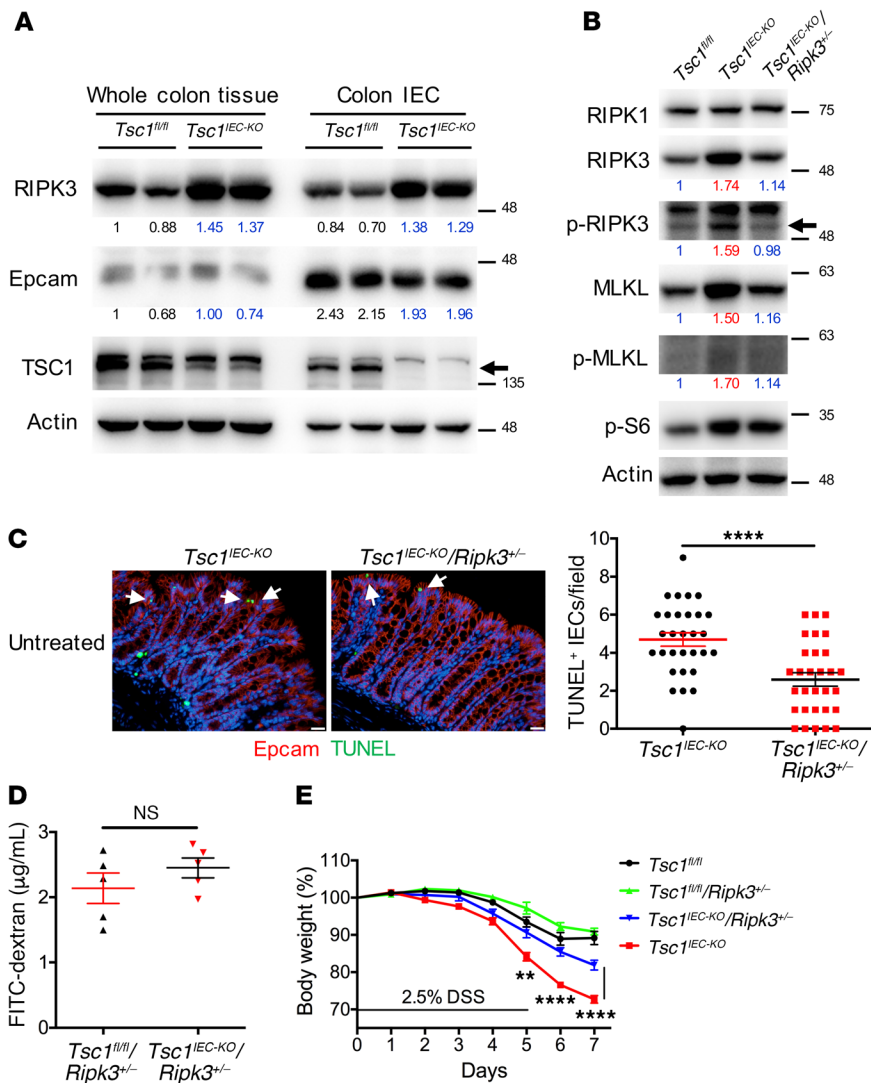 A
Whole colon tissue Colon IEC
Tsc1fl/fl Tsc1IEC-KO Tsc1fl/fl Tsc1IEC-KO
RIPK3
48
1 0.88 1.45 1.37 0.84 0.70 1.38 1.29
Epcam
48
1 0.68 1.00 0.74 2.43 2.15 1.93 1.96
TSC1
135
Actin
48
B
Tsc1fl/fl
Tsc1IEC-KO
Tsc1IEC-KO/
Ripk3+/–
RIPK1
75
RIPK3
48
1 1.74 1.14
p-RIPK3
48
1 1.59 0.98
MLKL
63
1 1.50 1.16
p-MLKL
63
1 1.70 1.14
p-S6
35
Actin
48
C
Tsc1IEC-KO Tsc1IEC-KO/Ripk3+/–
Untreated
Epcam TUNEL
TUNEL+ IECs/field
10
8
6
4
2
0
****
Tsc1IEC-KO
Tsc1IEC-KO/
Ripk3+/–
D
NS
FITC-dextran (µg/mL)
3
2
1
0
Tsc1fl/fl/
Ripk3+/–
Tsc1IEC-KO/
Ripk3+/–
E
Body weight (%)
110
100
90
80
70
2.5% DSS
**
****
****
0 1 2 3 4 5 6 7
Days
Tsc1fl/fl
Tsc1fl/fl/Ripk3+/–
Tsc1IEC-KO/Ripk3+/–
Tsc1IEC-KO